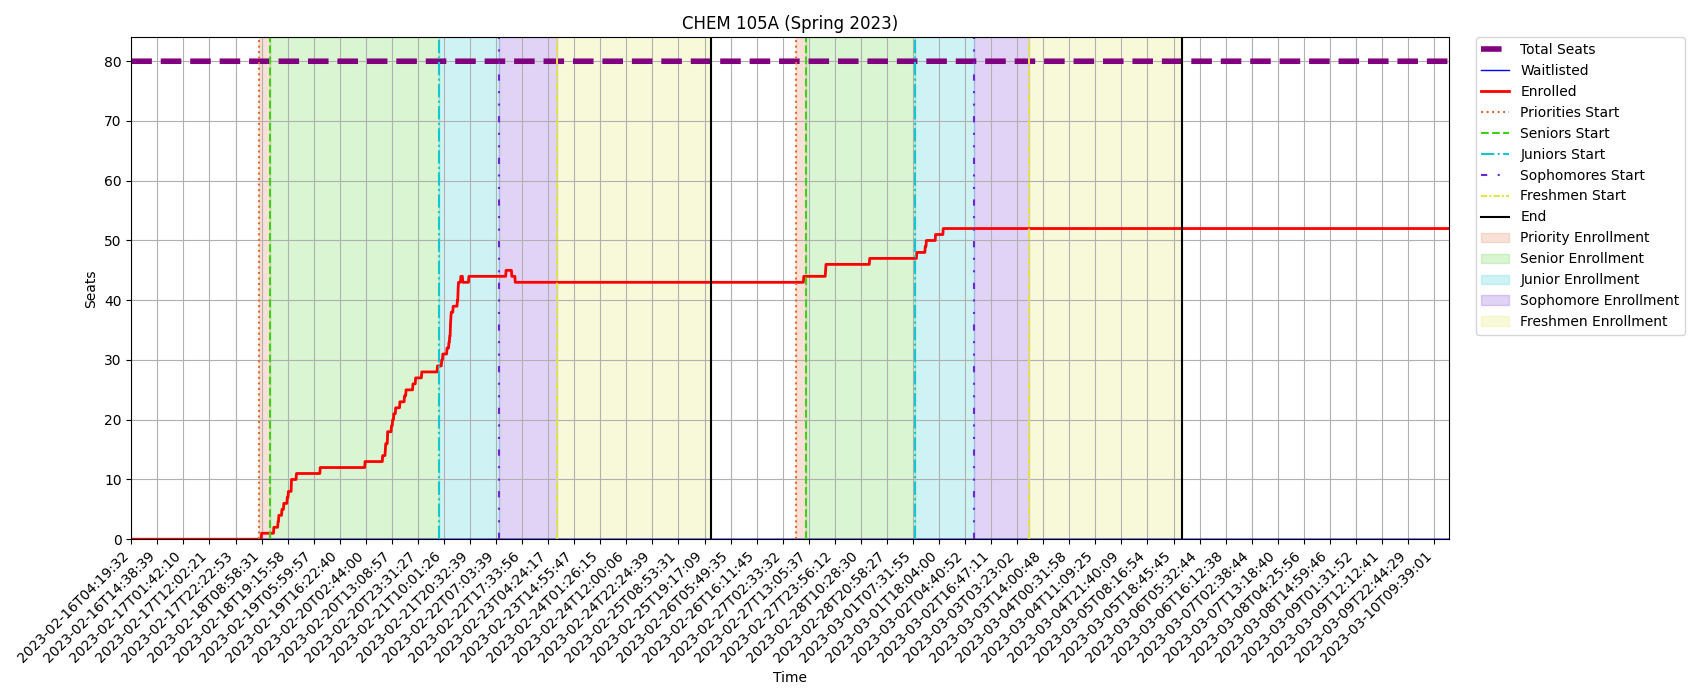 CHEM 105A (Spring 2023)
Seats
80
70
60
50
40
30
20
10
0
2023-02-16T04:19:32
2023-02-16T14:38:39
2023-02-17T01:42:10
2023-02-17T12:02:21
2023-02-17T22:22:53
2023-02-18T08:58:31
2023-02-18T19:15:58
2023-02-19T05:59:57
2023-02-19T16:22:40
2023-02-20T02:44:00
2023-02-20T13:08:57
2023-02-20T23:31:27
2023-02-21T10:01:26
2023-02-21T20:32:39
2023-02-22T07:03:39
2023-02-22T17:33:56
2023-02-23T04:24:17
2023-02-23T14:55:47
2023-02-24T01:26:15
2023-02-24T12:00:06
2023-02-24T22:24:39
2023-02-25T08:53:31
2023-02-25T19:17:09
2023-02-26T05:49:35
2023-02-26T16:11:45
2023-02-27T02:33:32
2023-02-27T13:05:37
2023-02-27T23:56:12
2023-02-28T10:28:30
2023-02-28T20:58:27
2023-03-01T07:31:55
2023-03-01T18:04:00
2023-03-02T04:40:52
2023-03-02T16:47:11
2023-03-03T03:23:02
2023-03-03T14:00:48
2023-03-04T00:31:58
2023-03-04T11:09:25
2023-03-04T21:40:09
2023-03-05T08:16:54
2023-03-05T18:45:45
2023-03-06T05:32:44
2023-03-06T16:12:38
2023-03-07T02:38:44
2023-03-07T13:18:40
2023-03-08T04:25:56
2023-03-08T14:59:46
2023-03-09T01:31:52
2023-03-09T12:12:41
2023-03-09T22:44:29
2023-03-10T09:39:01
Time
Total Seats
Waitlisted
Enrolled
Priorities Start
Seniors Start
Juniors Start
Sophomores Start
Freshmen Start
End
Priority Enrollment
Senior Enrollment
Junior Enrollment
Sophomore Enrollment
Freshmen Enrollment